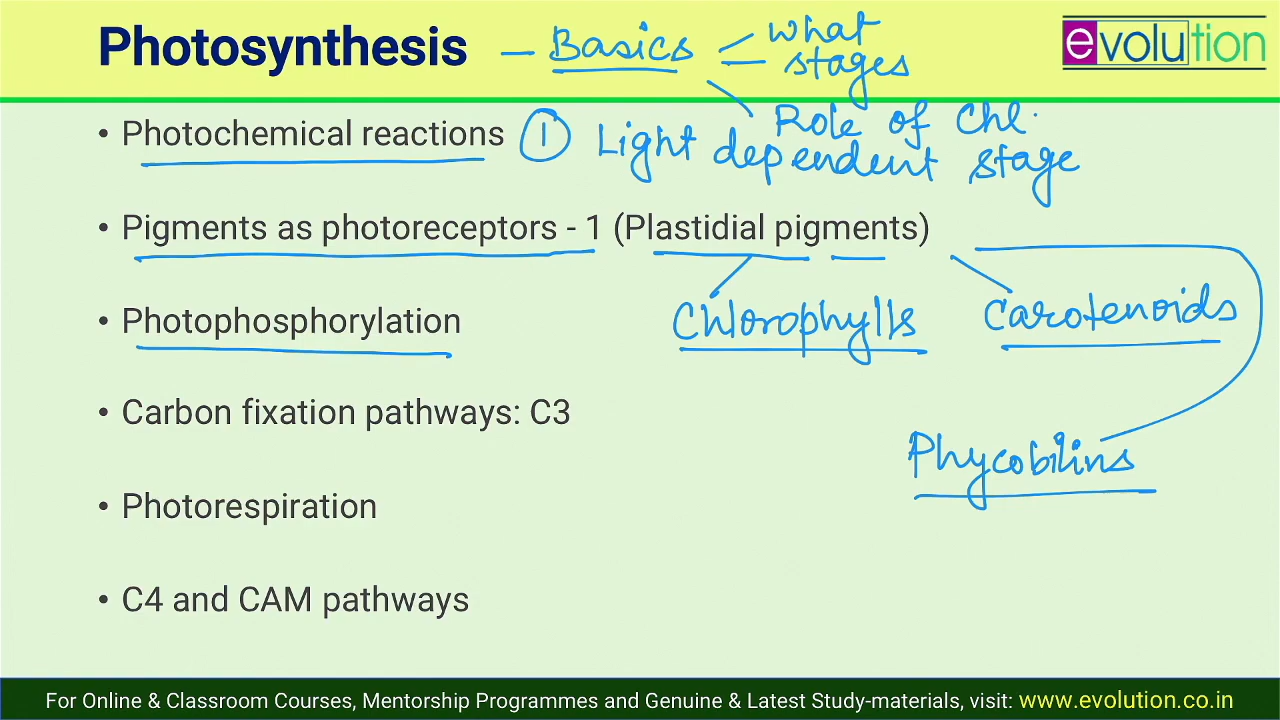 Photosynthesis - Basics - What
stages
evolution
Role of Chl.
• Photochemical reactions ① Light dependent stage
• Pigments as photoreceptors - 1 (Plastidial pigments)
Chlorophylls Carotenoids
• Photophosphorylation
• Carbon fixation pathways: C3
Phycobilins
• Photorespiration
• C4 and CAM pathways
For Online & Classroom Courses, Mentorship Programmes and Genuine & Latest Study-materials, visit: www.evolution.co.in